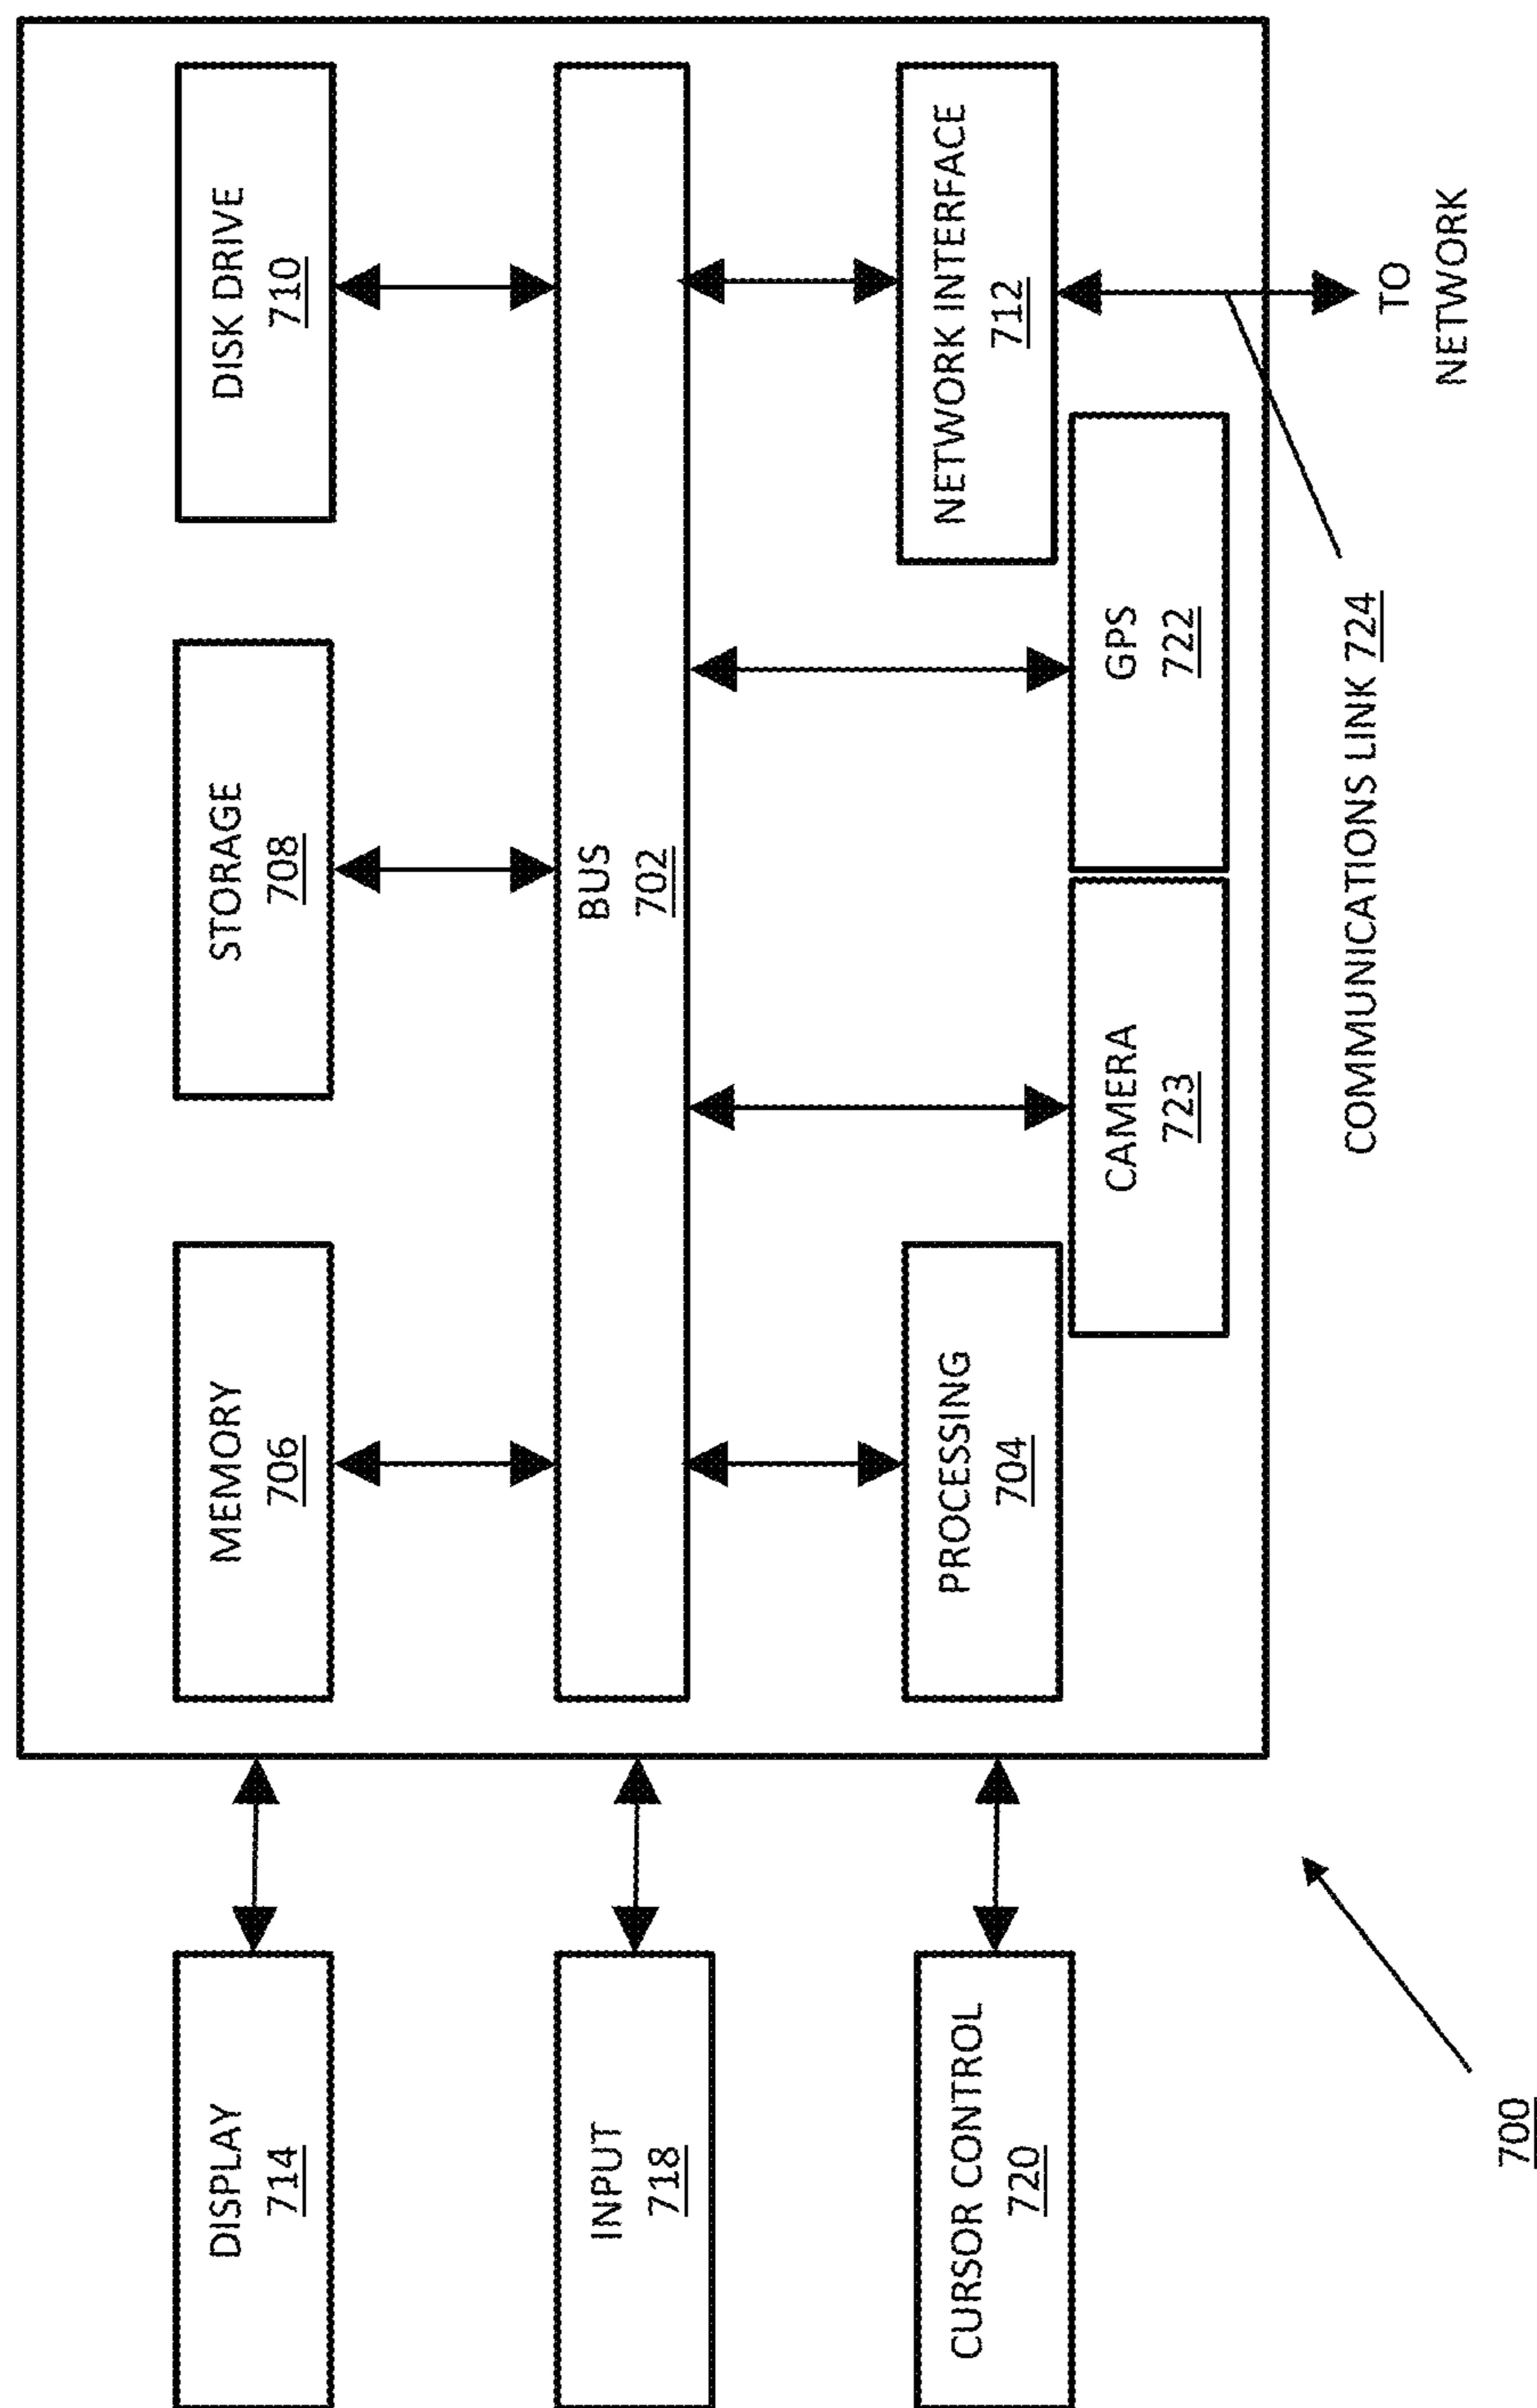 DISPLAY
714
INPUT
718
CURSOR CONTROL
720
MEMORY
706
STORAGE
708
DISK DRIVE
710
BUS
702
PROCESSING
704
CAMERA
723
GPS
722
NETWORK INTERFACE
712
COMMUNICATIONS LINK 724
TO
NETWORK
700